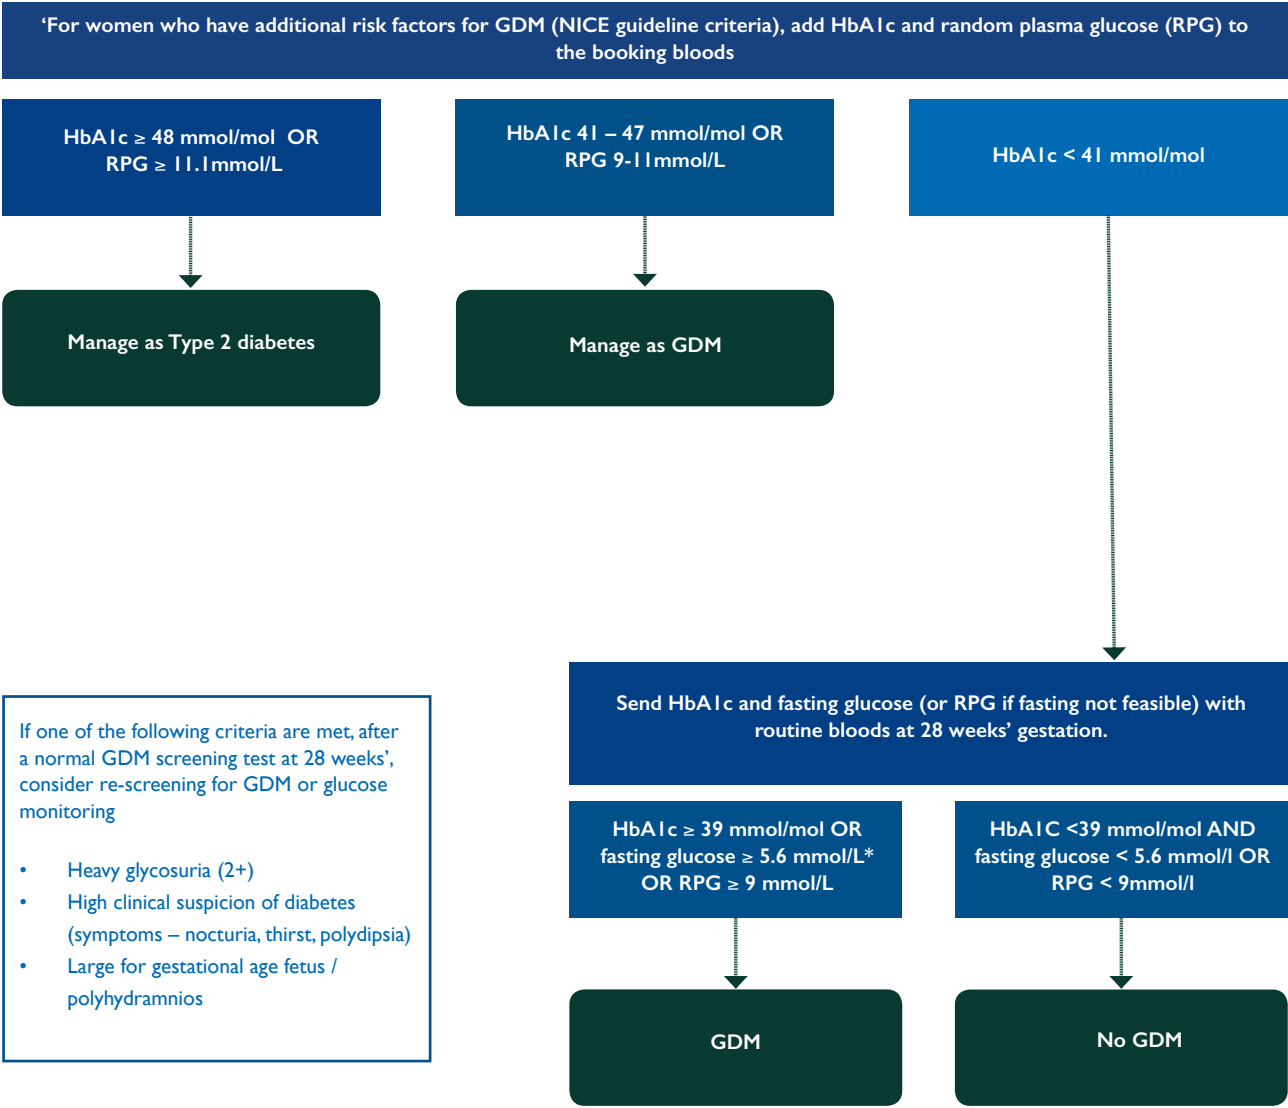 ‘For women who have additional risk factors for GDM (NICE guideline criteria), add HbA1c and random plasma glucose (RPG) to
the booking bloods
HbA1c ≥ 48 mmol/mol OR
RPG ≥ 11.1mmol/L
HbA1c 41 – 47 mmol/mol OR
RPG 9-11mmol/L
HbA1c < 41 mmol/mol
Manage as Type 2 diabetes
Manage as GDM
Send HbA1c and fasting glucose (or RPG if fasting not feasible) with
routine bloods at 28 weeks’ gestation.
If one of the following criteria are met, after
a normal GDM screening test at 28 weeks’,
consider re-screening for GDM or glucose
monitoring
• Heavy glycosuria (2+)
• High clinical suspicion of diabetes
(symptoms – nocturia, thirst, polydipsia)
• Large for gestational age fetus /
polyhydramnios
HbA1c ≥ 39 mmol/mol OR
fasting glucose ≥ 5.6 mmol/L*
OR RPG ≥ 9 mmol/L
HbA1C <39 mmol/mol AND
fasting glucose < 5.6 mmol/l OR
RPG < 9mmol/l
GDM
No GDM